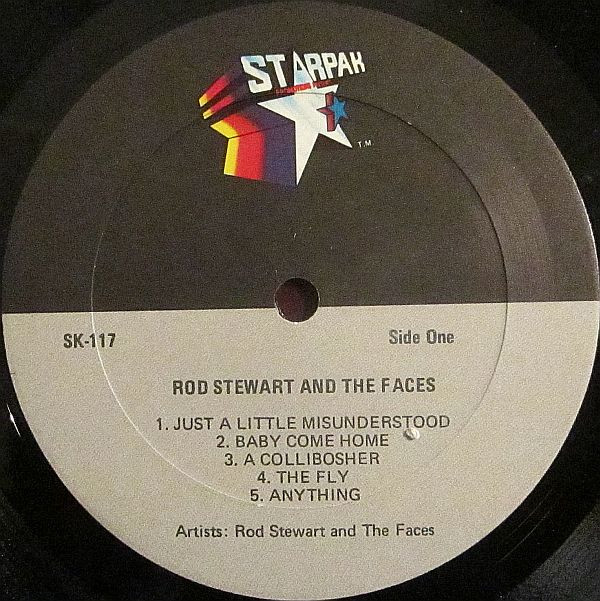 STARPAK
T.M.
SK-117
Side One
ROD STEWART AND THE FACES
1. JUST A LITTLE MISUNDERSTOOD
2. BABY COME HOME
3. A COLLIBOSHER
4. THE FLY
5. ANYTHING
Artists: Rod Stewart and The Faces